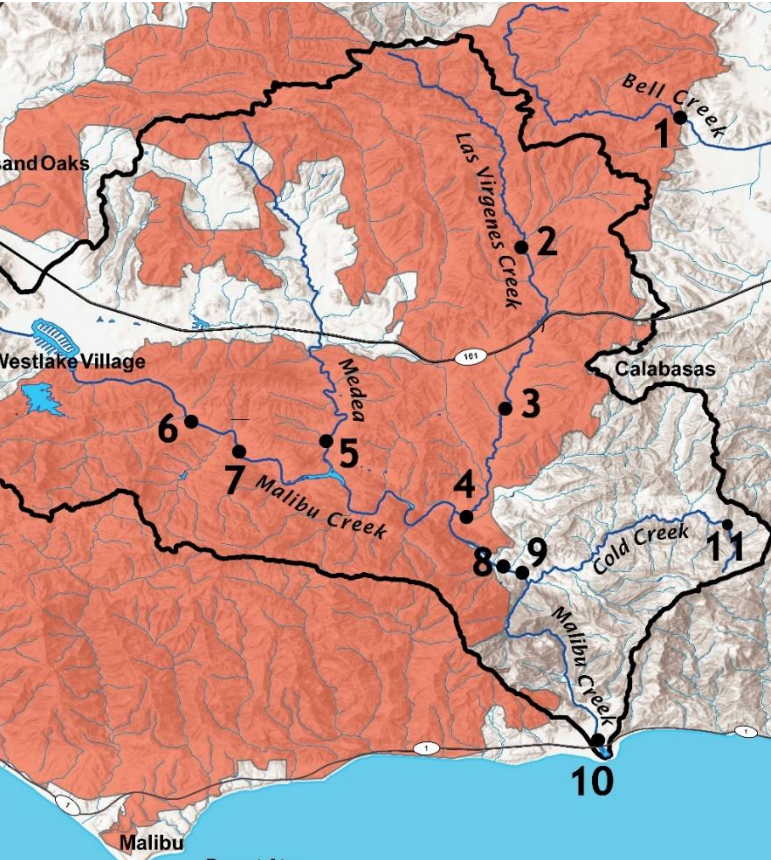 Bell Creek
1
sand Oaks
Las Virgenes Creek
2
101
Westlake Village
Medea
Calabasas
3
6
5
7
Malibu Creek
4
8
9
Cold Creek
11
Malibu Creek
1
1
10
1
Malibu